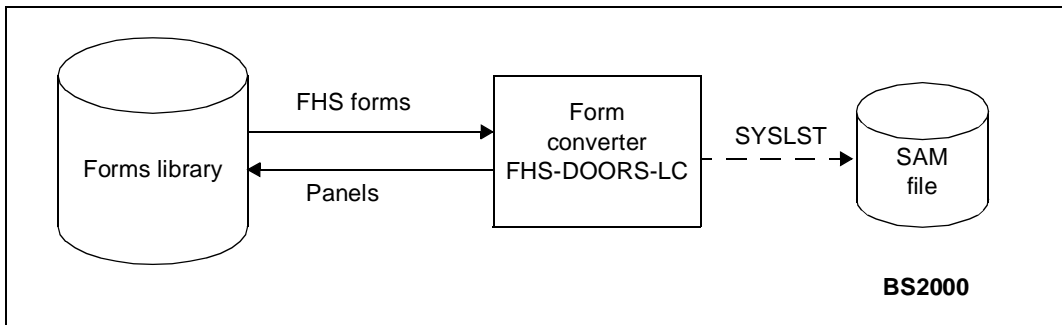 Forms library
FHS forms
Panels
Form
converter
FHS-DOORS-LC
SYSLST
SAM
file
BS2000